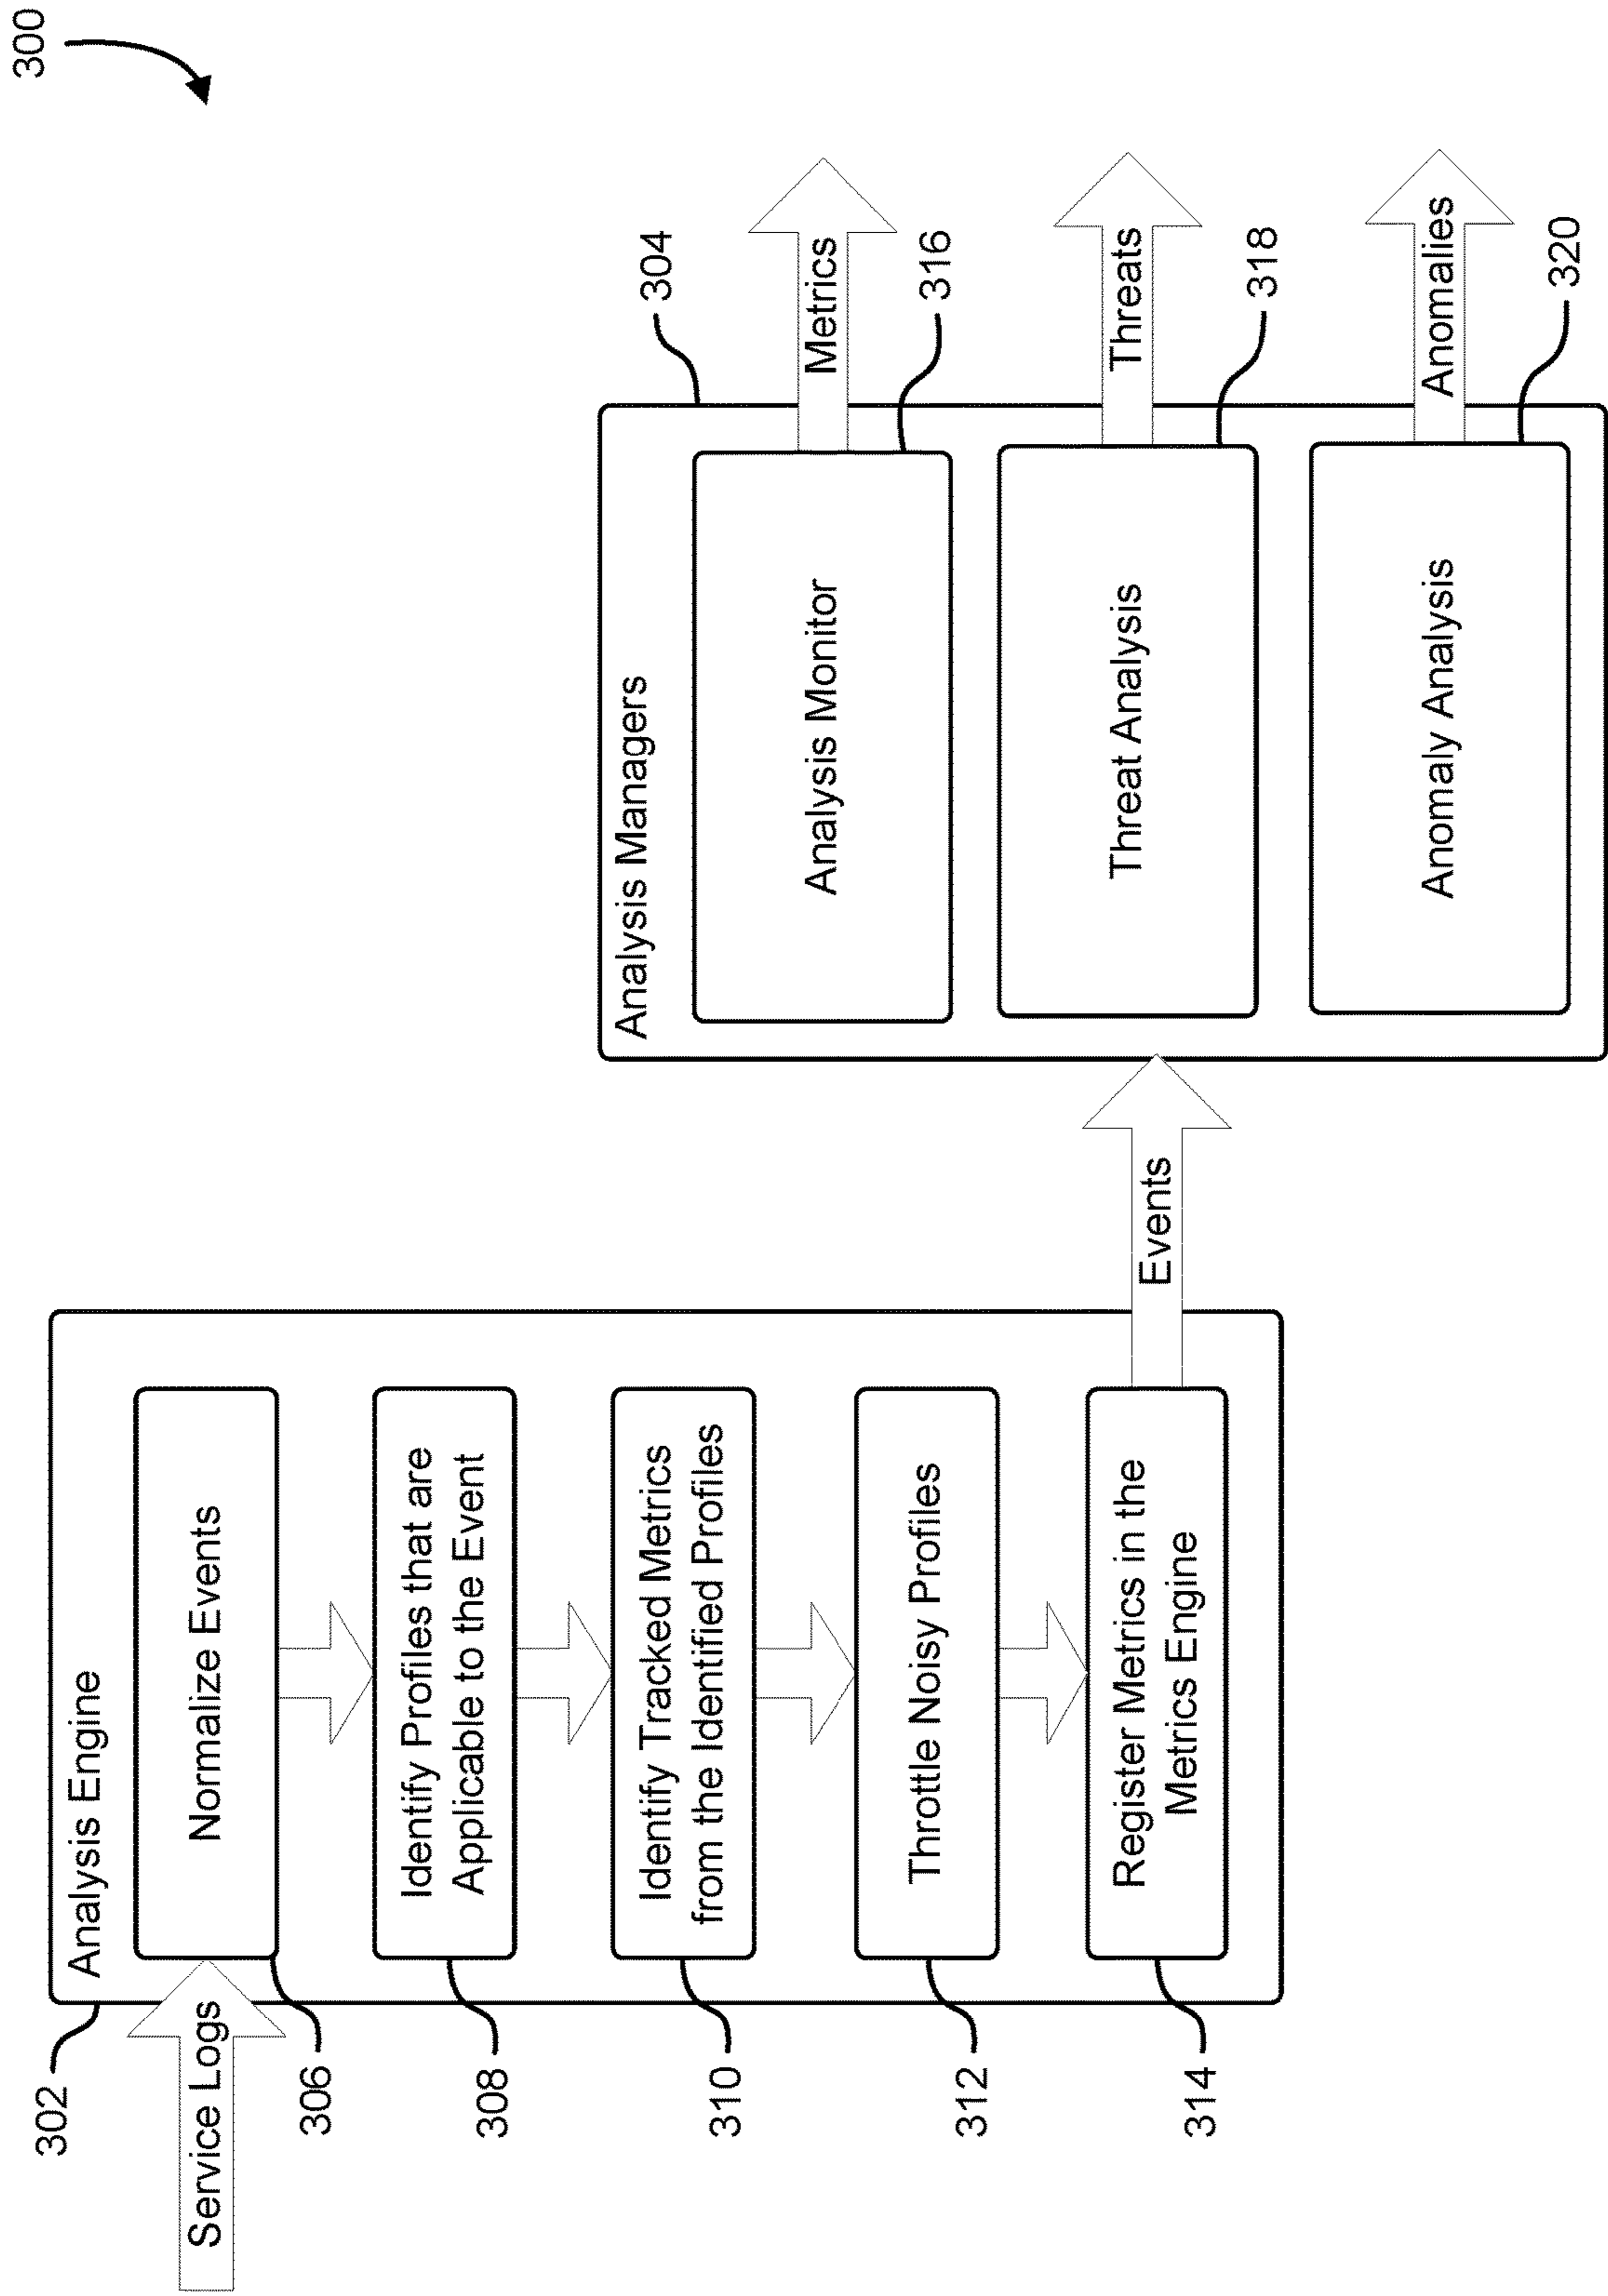 300
302
Service Logs
Analysis Engine
Normalize Events
306
Identify Profiles that are
Applicable to the Event
308
Identify Tracked Metrics
from the Identified Profiles
310
Throttle Noisy Profiles
312
Register Metrics in the
Metrics Engine
314
Events
Analysis Managers
304
Analysis Monitor
Metrics
316
Threat Analysis
Threats
318
Anomaly Analysis
Anomalies
320